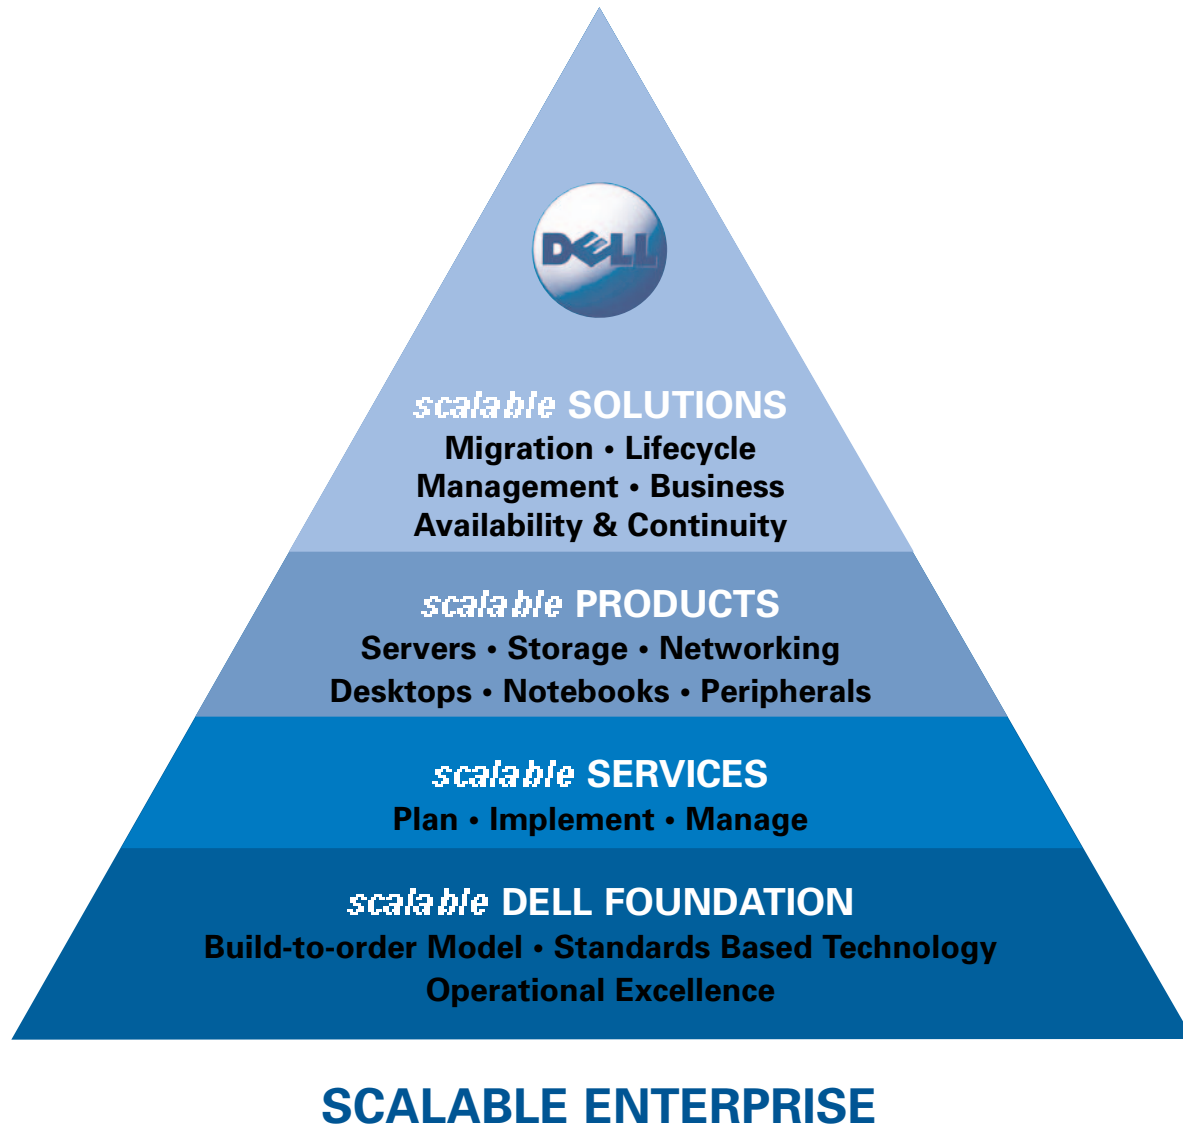 DELL
scalable SOLUTIONS
Migration • Lifecycle
Management • Business
Availability & Continuity
scalable PRODUCTS
Servers • Storage • Networking
Desktops • Notebooks • Peripherals
scalable SERVICES
Plan • Implement • Manage
scalable DELL FOUNDATION
Build-to-order Model • Standards Based Technology
Operational Excellence
SCALABLE ENTERPRISE